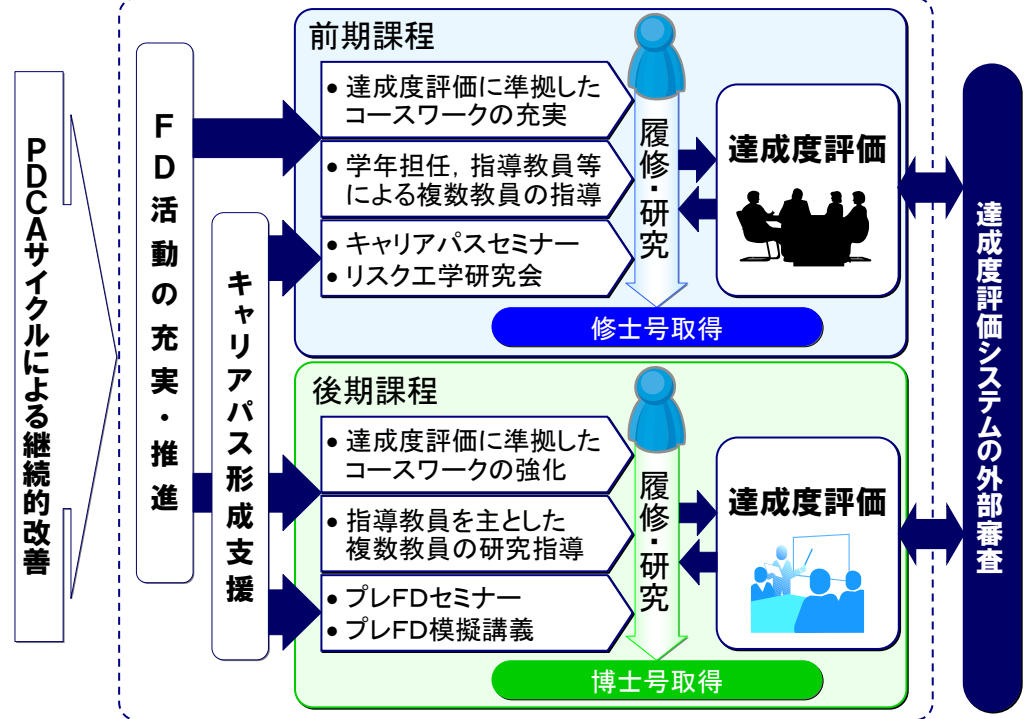 PDCAサイクルによる継続的改善
FD活動の充実・推進
キャリアパス形成支援
前期課程
• 達成度評価に準拠した
コースワークの充実
• 学年担任，指導教員等
による複数教員の指導
• キャリアパスセミナー
• リスク工学研究会
履修・研究
達成度評価
修士号取得
後期課程
• 達成度評価に準拠した
コースワークの強化
• 指導教員を主とした
複数教員の研究指導
• プレFDセミナー
• プレFD模擬講義
履修・研究
達成度評価
博士号取得
達成度評価システムの外部審査